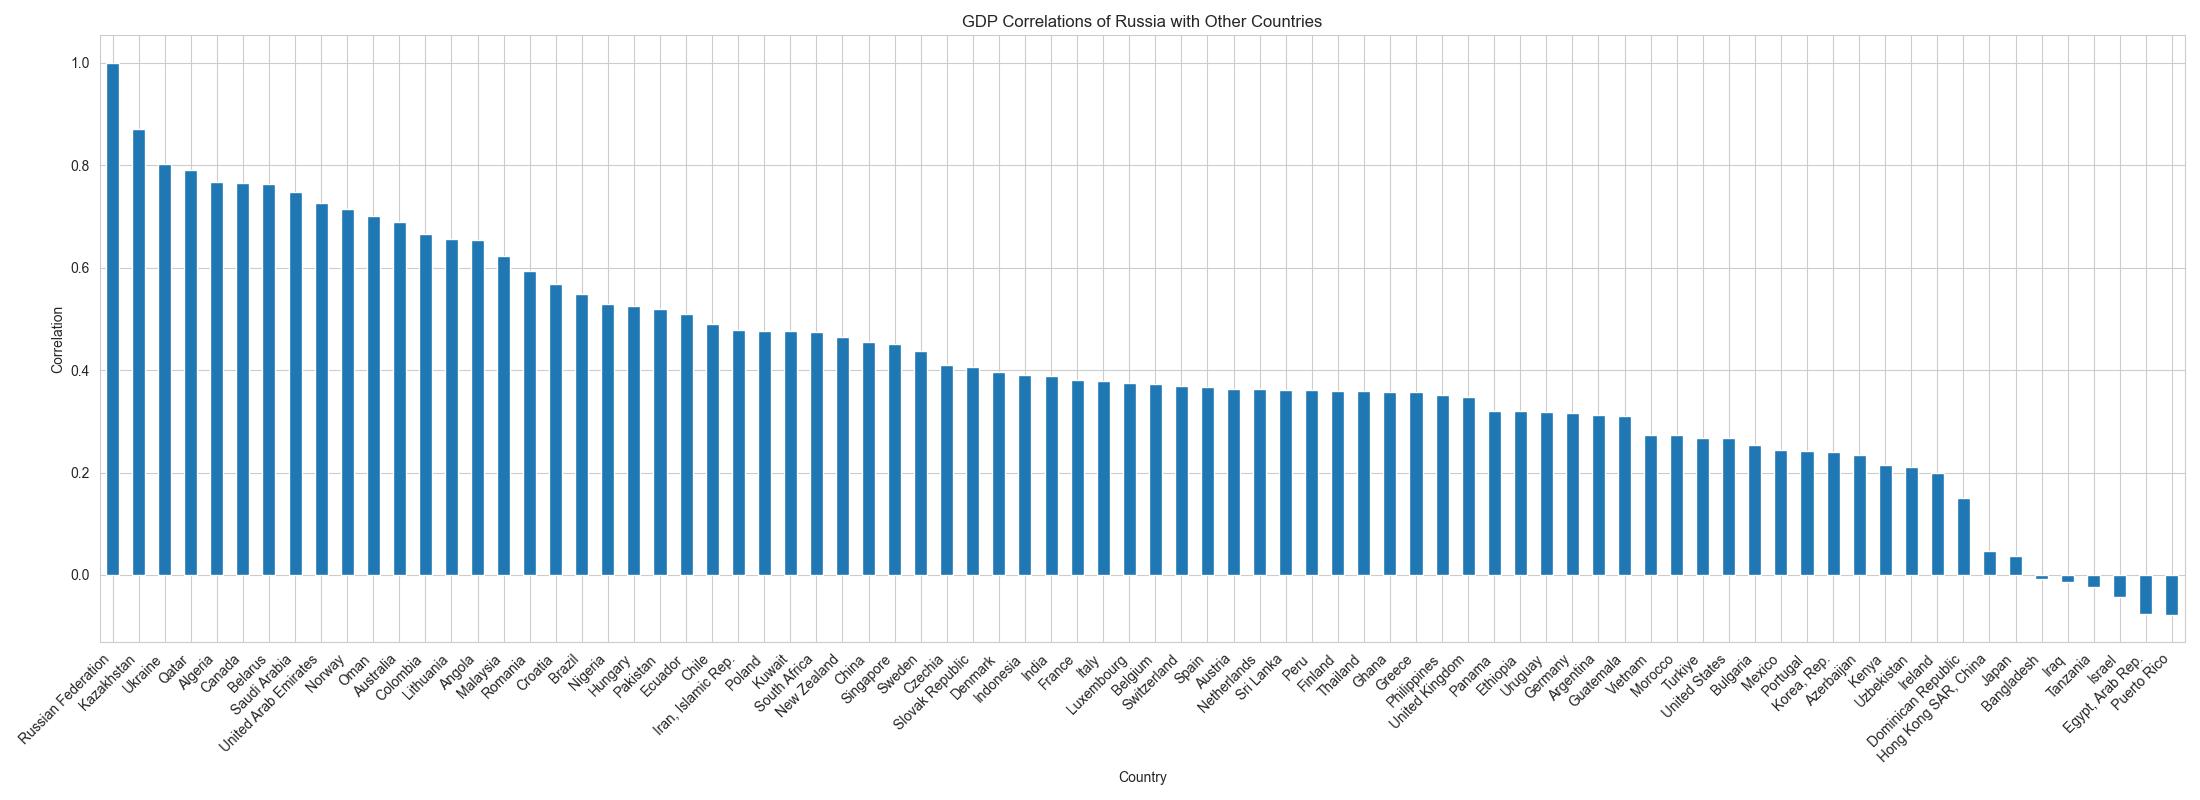 GDP Correlations of Russia with Other Countries
Correlation
1.0
0.8
0.6
0.4
0.2
0.0
Russian Federation
Kazakhstan
Ukraine
Qatar
Algeria
Canada
Belarus
Saudi Arabia
United Arab Emirates
Norway
Oman
Australia
Colombia
Lithuania
Angola
Malaysia
Romania
Croatia
Brazil
Nigeria
Hungary
Pakistan
Ecuador
Chile
Iran, Islamic Rep.
Poland
Kuwait
South Africa
New Zealand
China
Singapore
Sweden
Czechia
Slovak Republic
Denmark
Indonesia
India
France
Italy
Luxembourg
Belgium
Switzerland
Spain
Austria
Netherlands
Sri Lanka
Peru
Finland
Thailand
Ghana
Greece
Philippines
United Kingdom
Panama
Ethiopia
Uruguay
Germany
Argentina
Guatemala
Vietnam
Morocco
Turkiye
United States
Bulgaria
Mexico
Portugal
Korea, Rep.
Azerbaijan
Kenya
Uzbekistan
Ireland
Dominican Republic
Hong Kong SAR, China
Japan
Bangladesh
Iraq
Tanzania
Israel
Egypt, Arab Rep.
Puerto Rico
Country